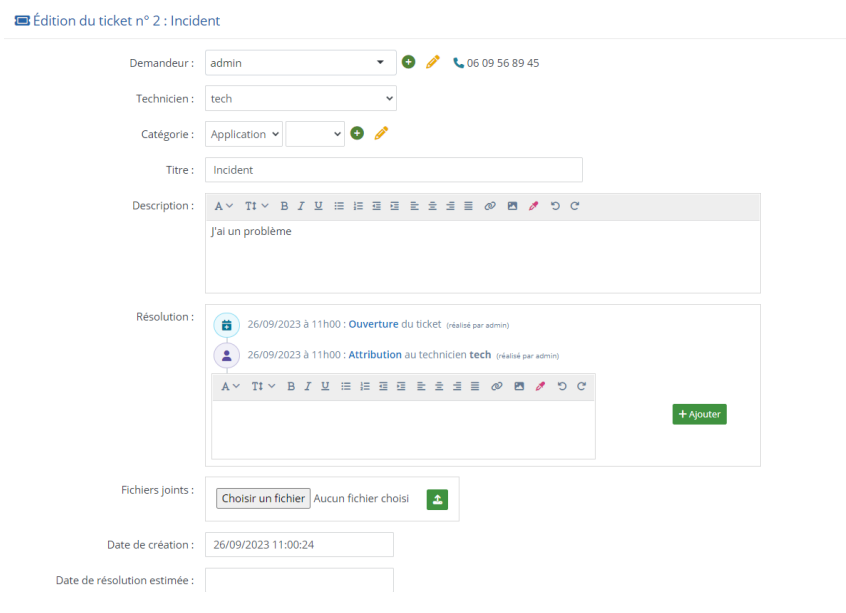 Édition du ticket n° 2 : Incident
Demandeur : admin 06 09 56 89 45
Technicien : tech
Catégorie : Application
Titre : Incident
Description :
J'ai un problème
Résolution :
26/09/2023 à 11h00 : Ouverture du ticket (réalisé par admin)
26/09/2023 à 11h00 : Attribution au technicien tech (réalisé par admin)
+ Ajouter
Fichiers joints : Choisir un fichier Aucun fichier choisi
Date de création : 26/09/2023 11:00:24
Date de résolution estimée :